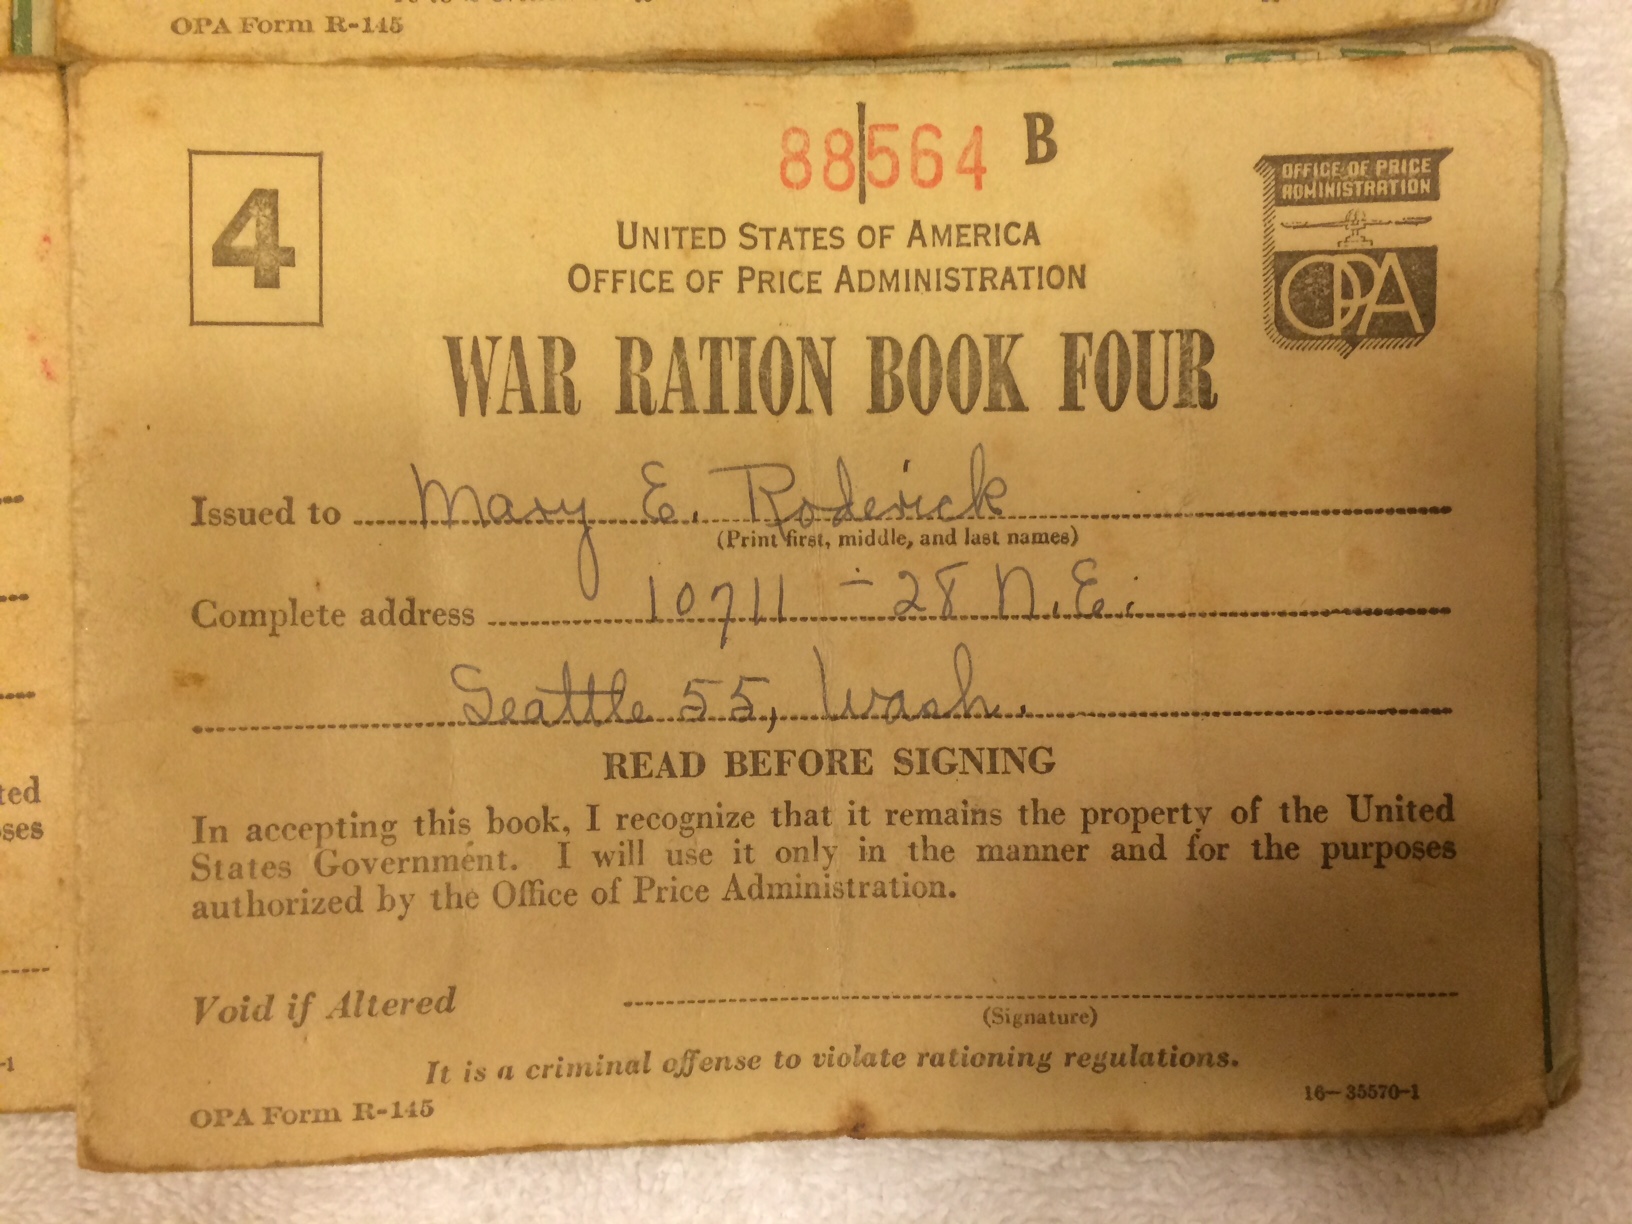 OPA Form R-145
4
88|564 B
OFFICE OF PRICE
ADMINISTRATION
OPA
UNITED STATES OF AMERICA
OFFICE OF PRICE ADMINISTRATION
WAR RATION BOOK FOUR
Issued to Mary E. Roderick
(Print first, middle, and last names)
Complete address 10711 - 28 N.E.
Seattle 55, Wash.
READ BEFORE SIGNING
In accepting this book, I recognize that it remains the property of the United
States Government. I will use it only in the manner and for the purposes
authorized by the Office of Price Administration.
Void if Altered
(Signature)
It is a criminal offense to violate rationing regulations.
16-35570-1
OPA Form R-145